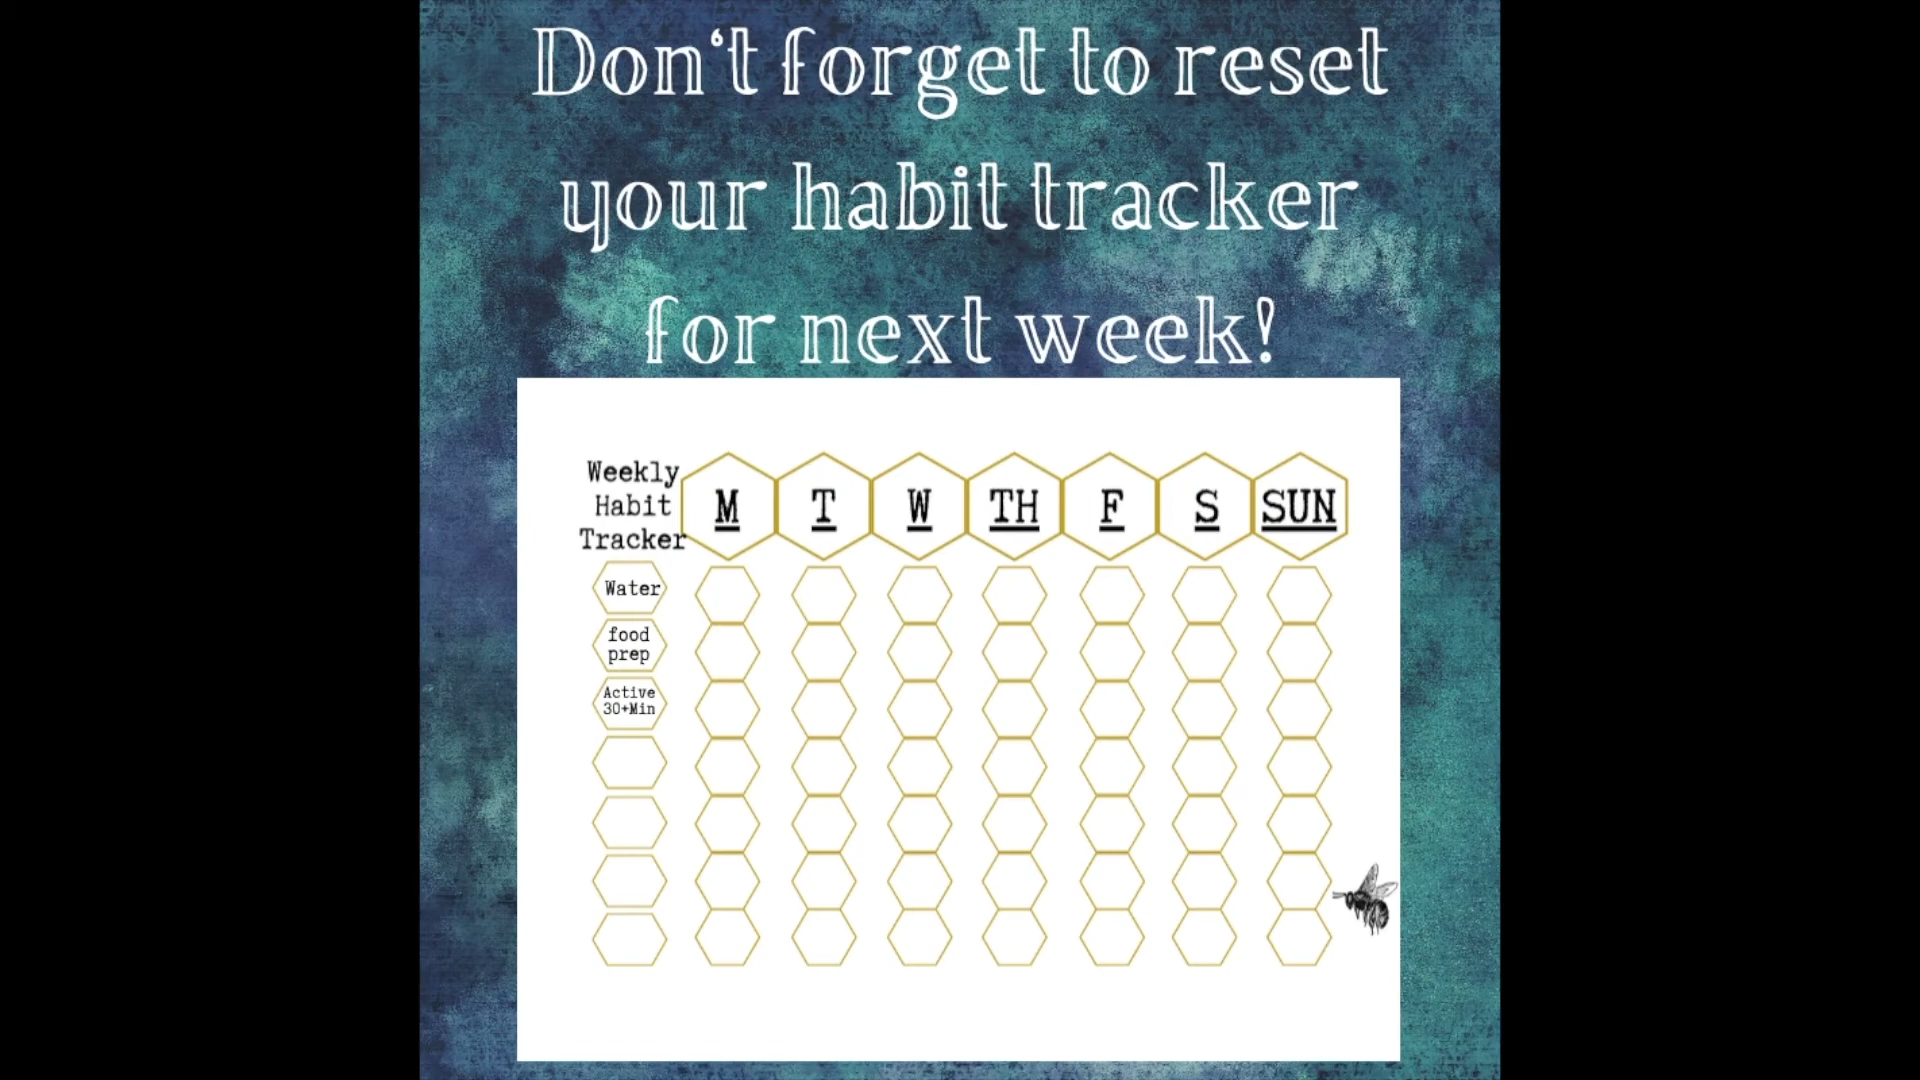 Don't forget to reset
your habit tracker
for next week!
Weekly
Habit
Tracker
M T W TH F S SUN
Water
food
prep
Active
30+Min